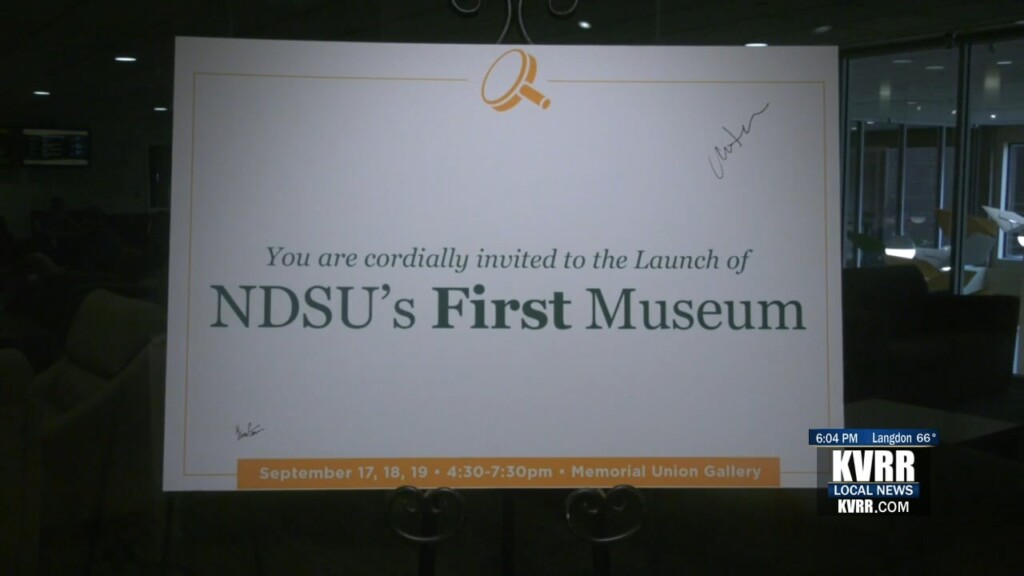 You are cordially invited to the Launch of
NDSU's First Museum
September 17, 18, 19 • 4:30-7:30pm • Memorial Union Gallery
6:04 PM Langdon 66°
KVRR
LOCAL NEWS
KVRR.COM